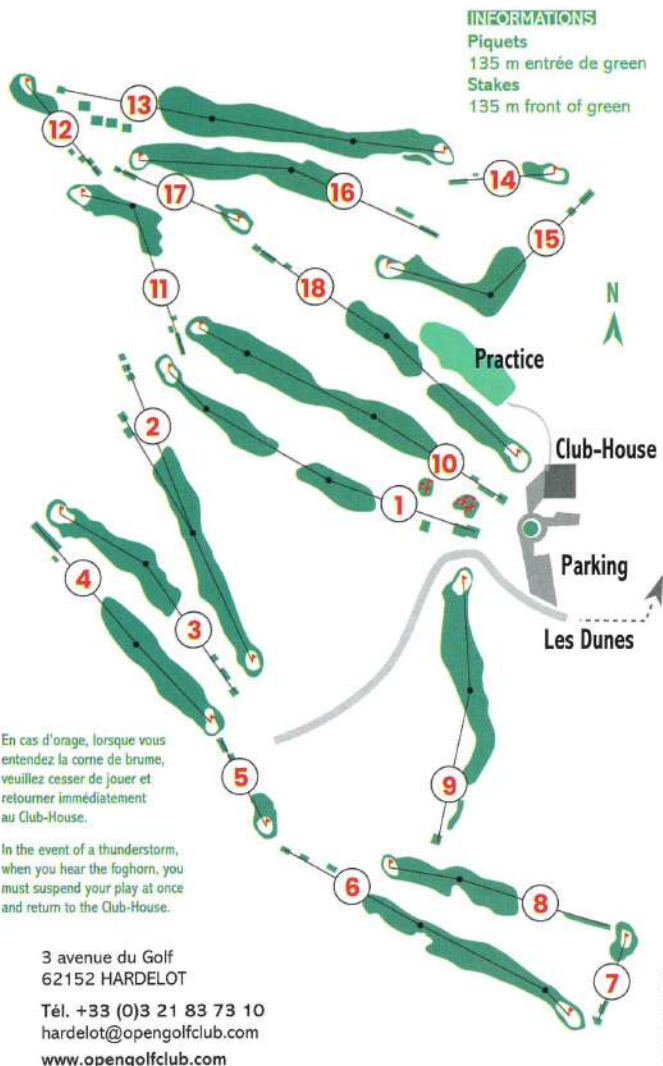 INFORMATIONS
Piquets
135 m entrée de green
Stakes
135 m front of green
13
12
14
16
17
15
11
18
N
Practice
2
Club-House
10
1
4
Parking
3
Les Dunes
En cas d'orage, lorsque vous
entendez la corne de brume,
veuillez cesser de jouer et
retourner immédiatement
au Club-House.
5
9
In the event of a thunderstorm,
when you hear the foghorn, you
must suspend your play at once
and return to the Club-House.
6
8
7
3 avenue du Golf
62152 HARDELOT
Tél. +33 (0)3 21 83 73 10
hardelot@opengolfclub.com
www.opengolfclub.com